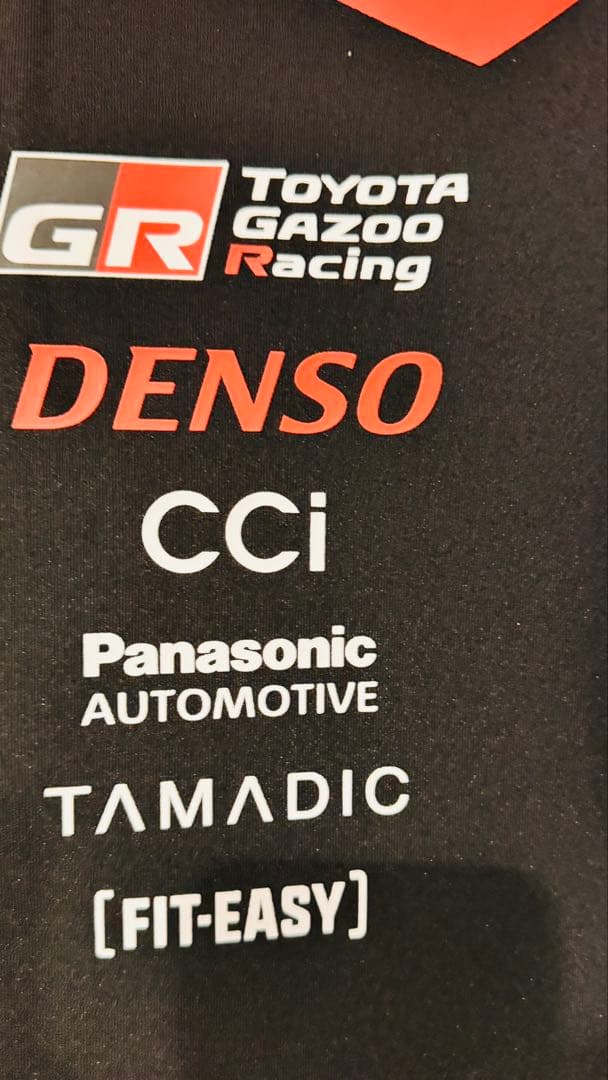 GR
TOYOTA
GAZOO
Racing
DENSO
CCi
Panasonic
AUTOMOTIVE
TAMADIC
[FIT-EASY]